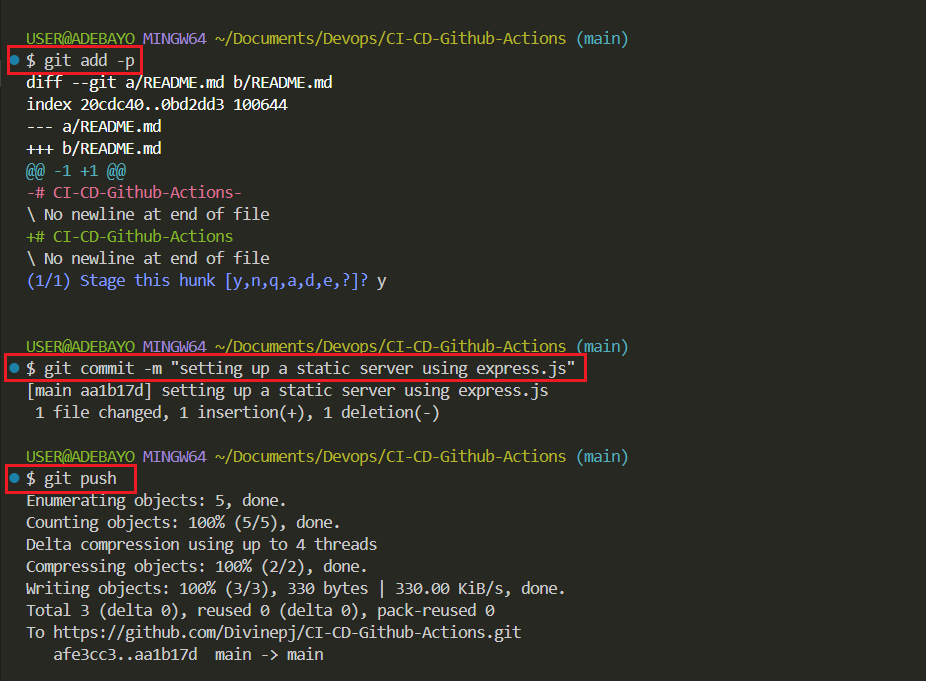 USER@ADEBAYO MINGW64 ~/Documents/Devops/CI-CD-Github-Actions (main)
$ git add -p
diff --git a/README.md b/README.md
index 20cdc40..0bd2dd3 100644
--- a/README.md
+++ b/README.md
@@ -1 +1 @@
-# CI-CD-Github-Actions-
\ No newline at end of file
+# CI-CD-Github-Actions
\ No newline at end of file
(1/1) Stage this hunk [y,n,q,a,d,e,?]? y
USER@ADEBAYO MINGW64 ~/Documents/Devops/CI-CD-Github-Actions (main)
$ git commit -m "setting up a static server using express.js"
[main aa1b17d] setting up a static server using express.js
 1 file changed, 1 insertion(+), 1 deletion(-)
USER@ADEBAYO MINGW64 ~/Documents/Devops/CI-CD-Github-Actions (main)
$ git push
Enumerating objects: 5, done.
Counting objects: 100% (5/5), done.
Delta compression using up to 4 threads
Compressing objects: 100% (2/2), done.
Writing objects: 100% (3/3), 330 bytes | 330.00 KiB/s, done.
Total 3 (delta 0), reused 0 (delta 0), pack-reused 0
To https://github.com/Divinepj/CI-CD-Github-Actions.git
   afe3cc3..aa1b17d  main -> main